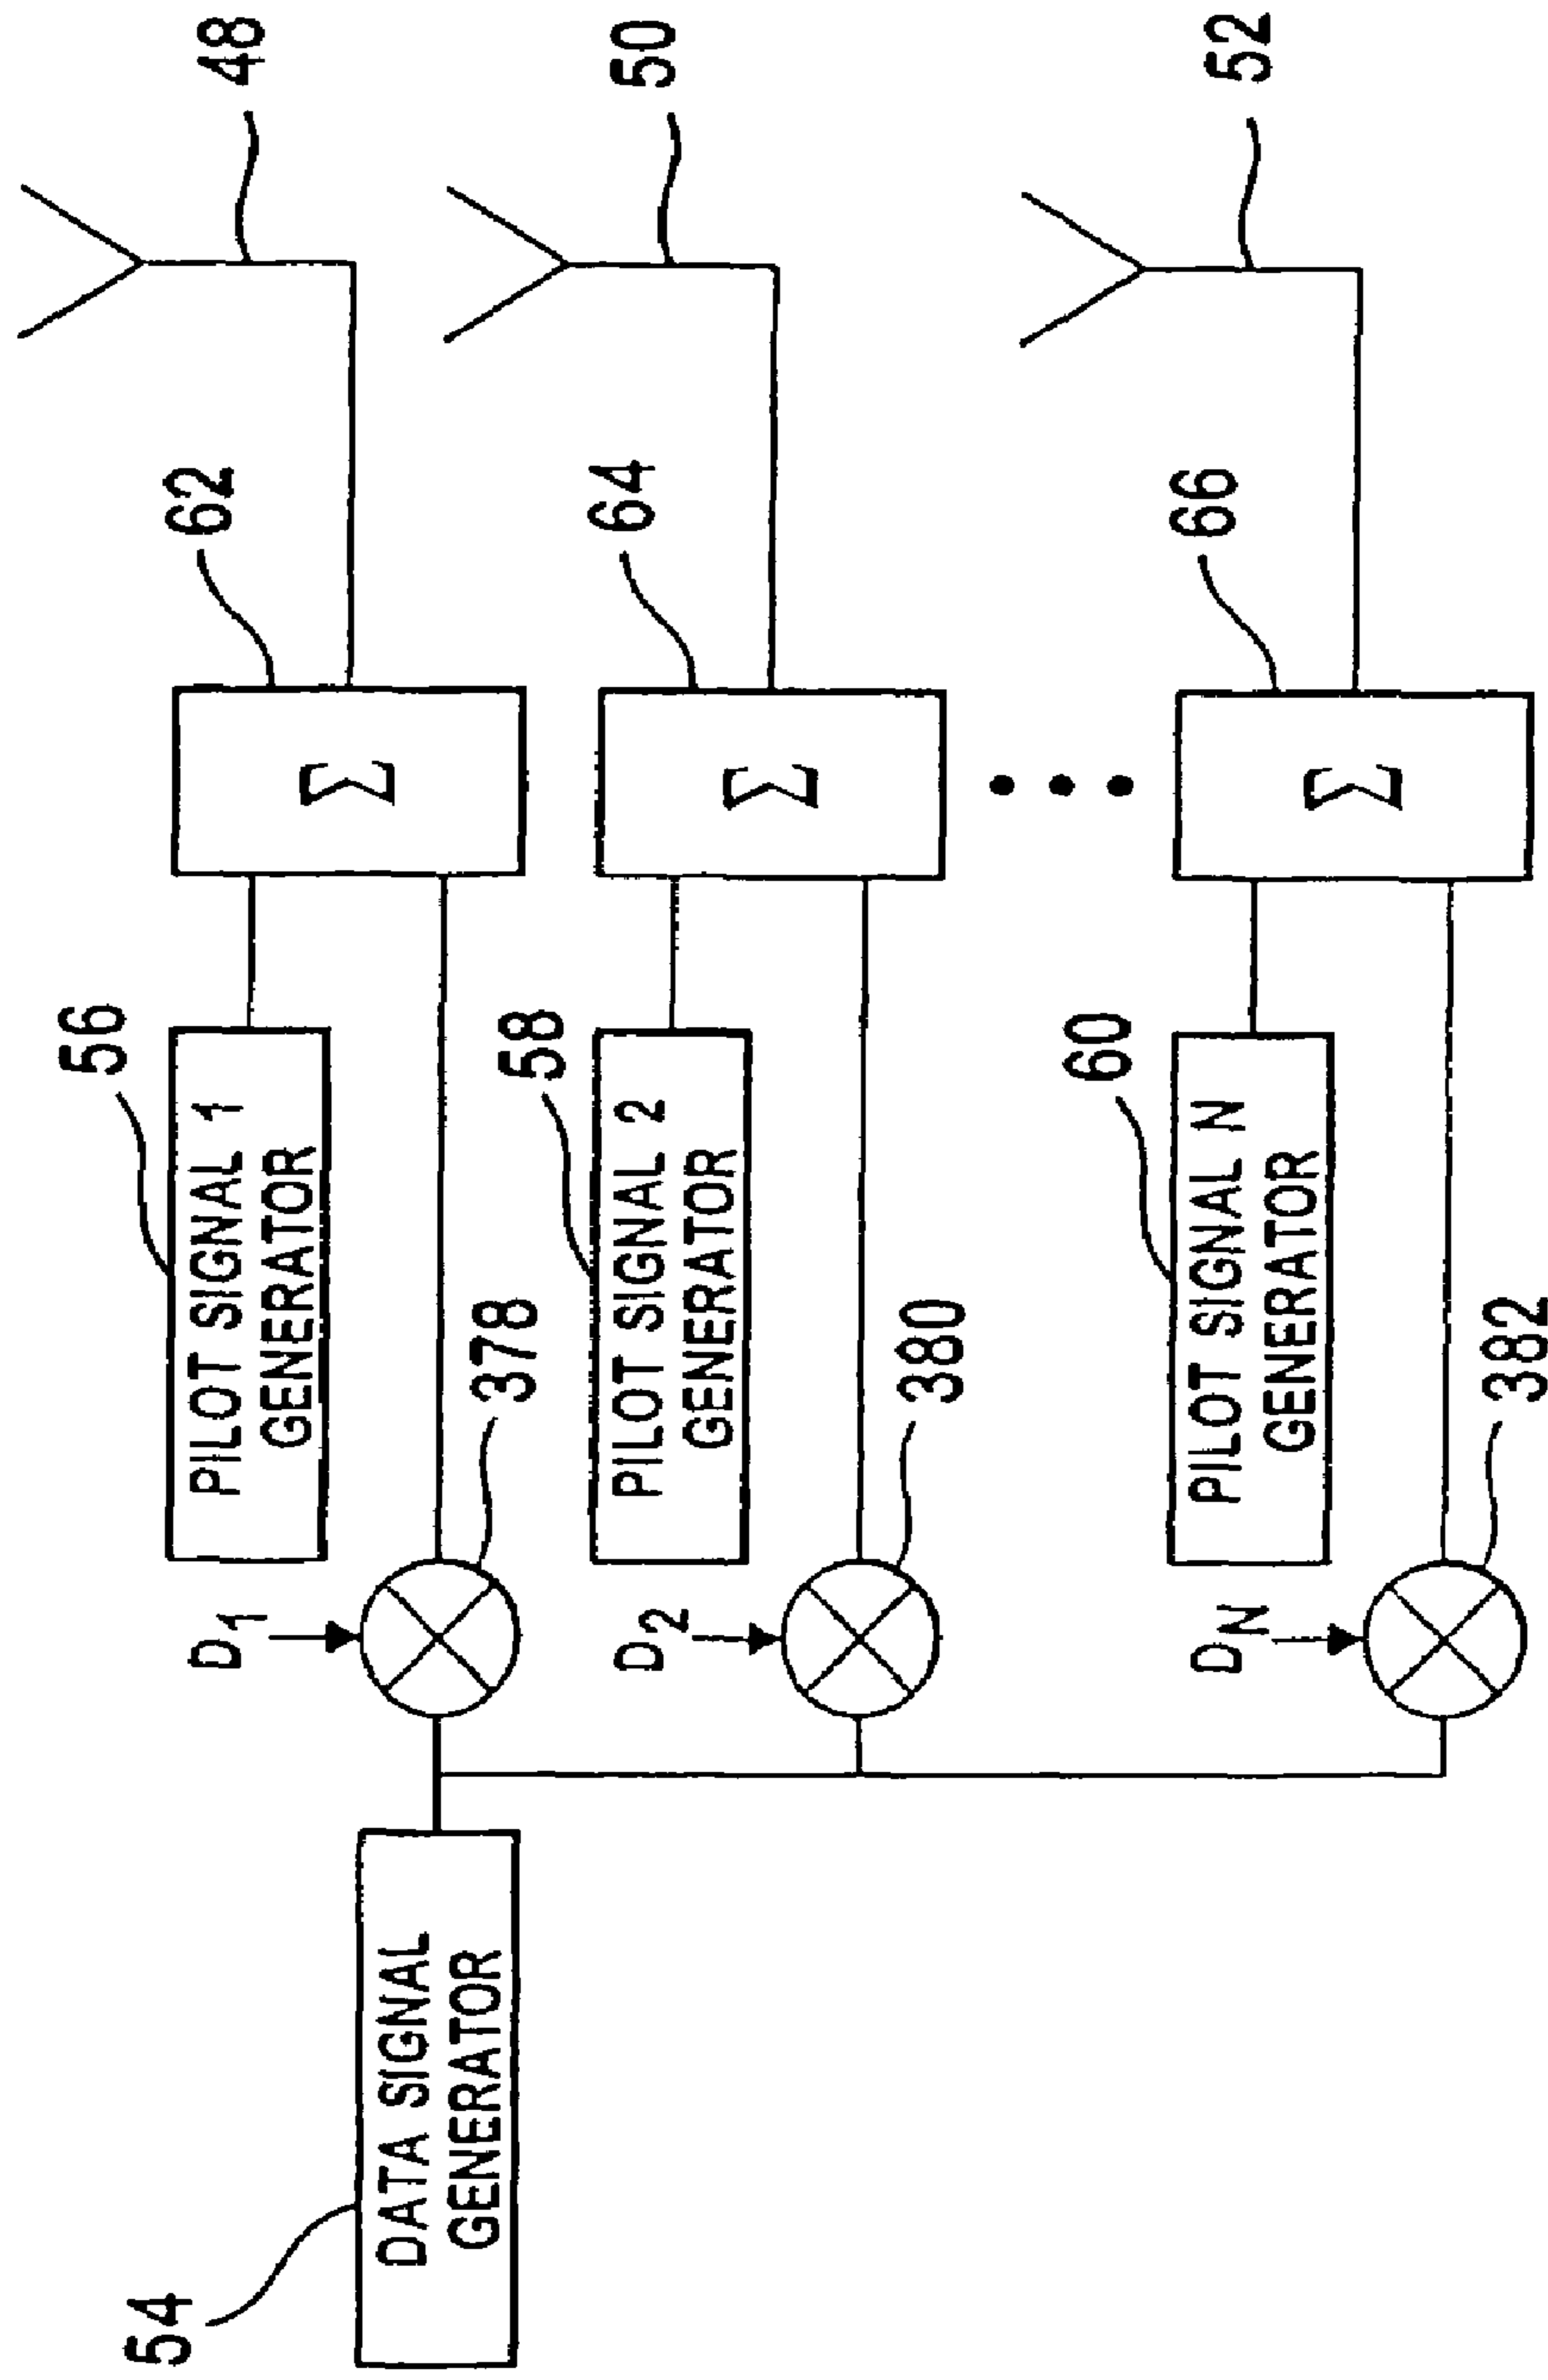 48
50
52
62
64
66
Σ
Σ
Σ
56
58
60
PILOT SIGNAL 1
GENERATOR
PILOT SIGNAL 2
GENERATOR
PILOT SIGNAL N
GENERATOR
378
380
382
D1
D2
DN
DATA SIGNAL
GENERATOR
54